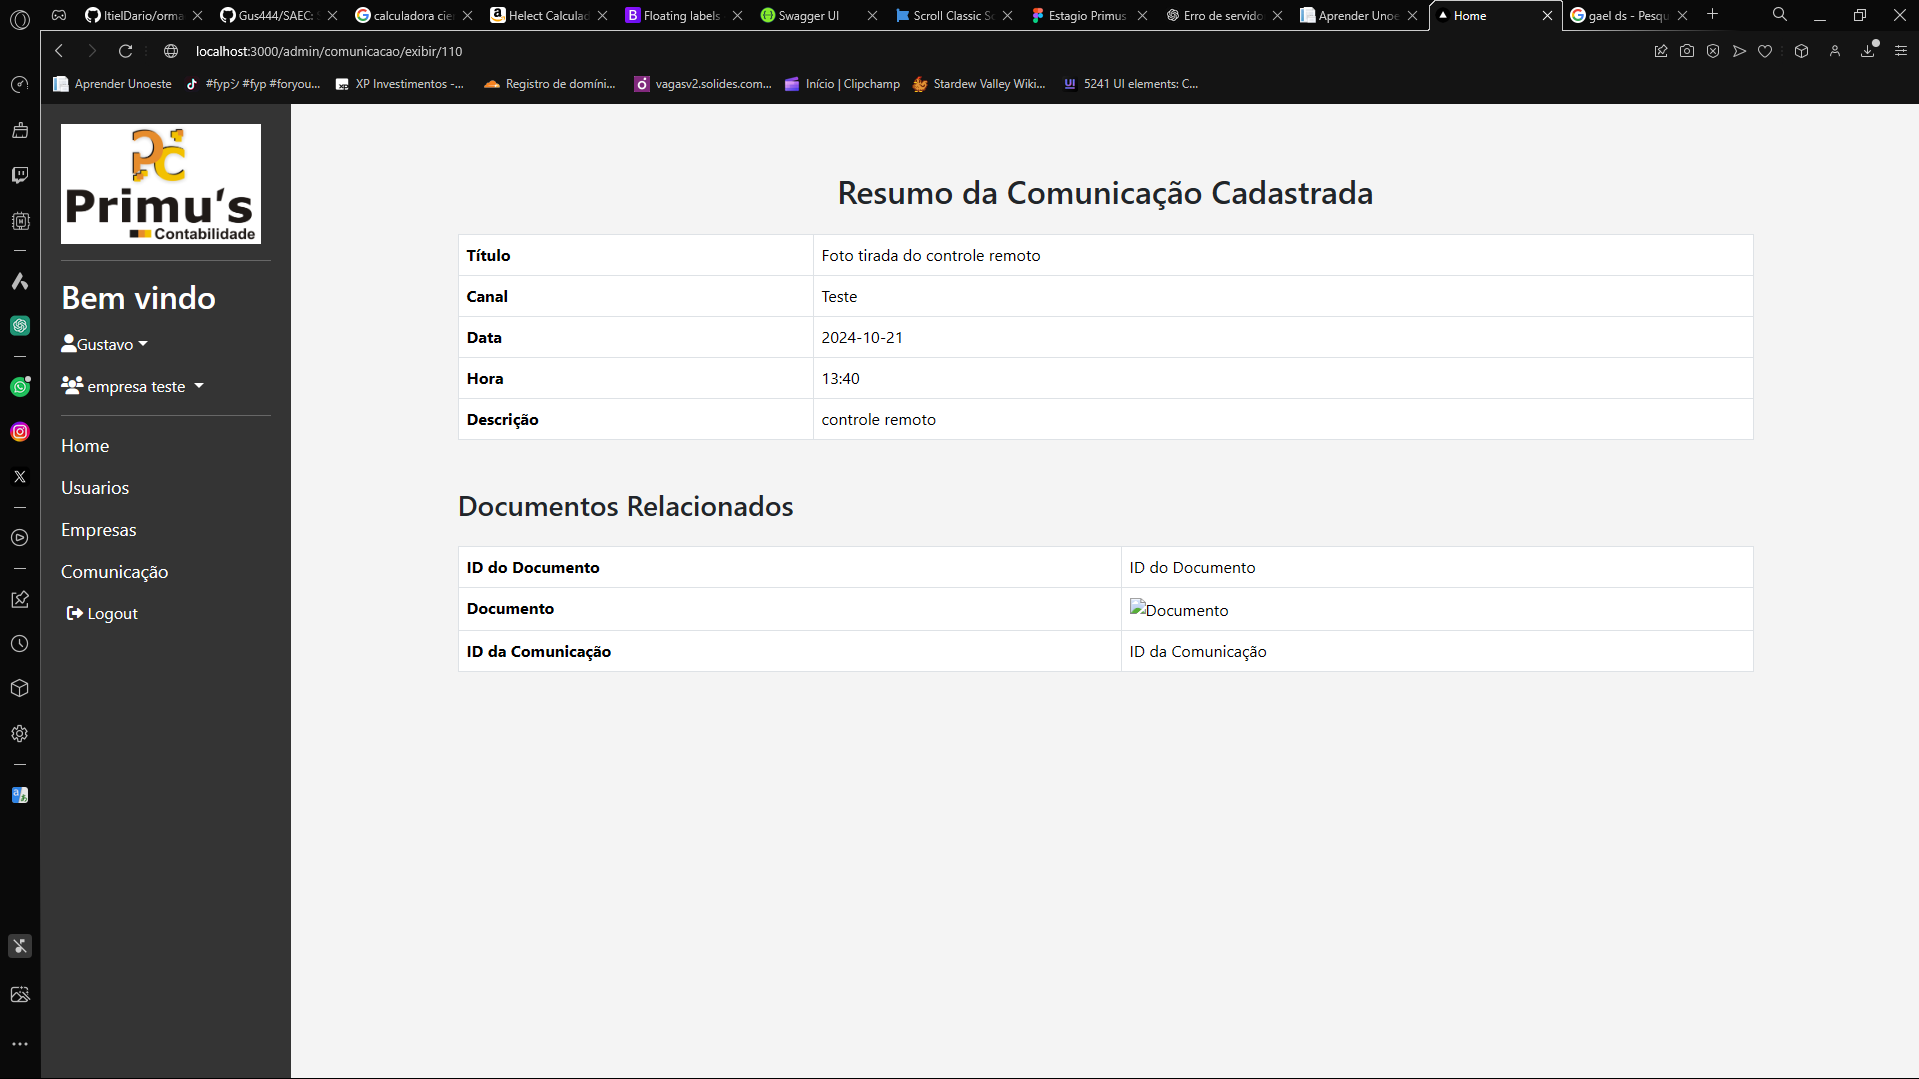 ItielDario/orma
Gus444/SAEC:
calculadora cie
Helect Calculad
Floating labels
Swagger UI
Scroll Classic Sc
Estagio Primus
Erro de servido
Aprender Unoe
Home
gael ds - Pesqu
localhost:3000/admin/comunicacao/exibir/110
Aprender Unoeste
#fypシ #fyp #foryou...
XP Investimentos -...
Registro de domíni...
vagasv2.solides.com...
Início | Clipchamp
Stardew Valley Wiki...
UI 5241 UI elements: C...
Primu's
Contabilidade
Bem vindo
Gustavo
empresa teste
Home
Usuarios
Empresas
Comunicação
Logout
Resumo da Comunicação Cadastrada
Título Foto tirada do controle remoto
Canal Teste
Data 2024-10-21
Hora 13:40
Descrição controle remoto
Documentos Relacionados
ID do Documento ID do Documento
Documento Documento
ID da Comunicação ID da Comunicação